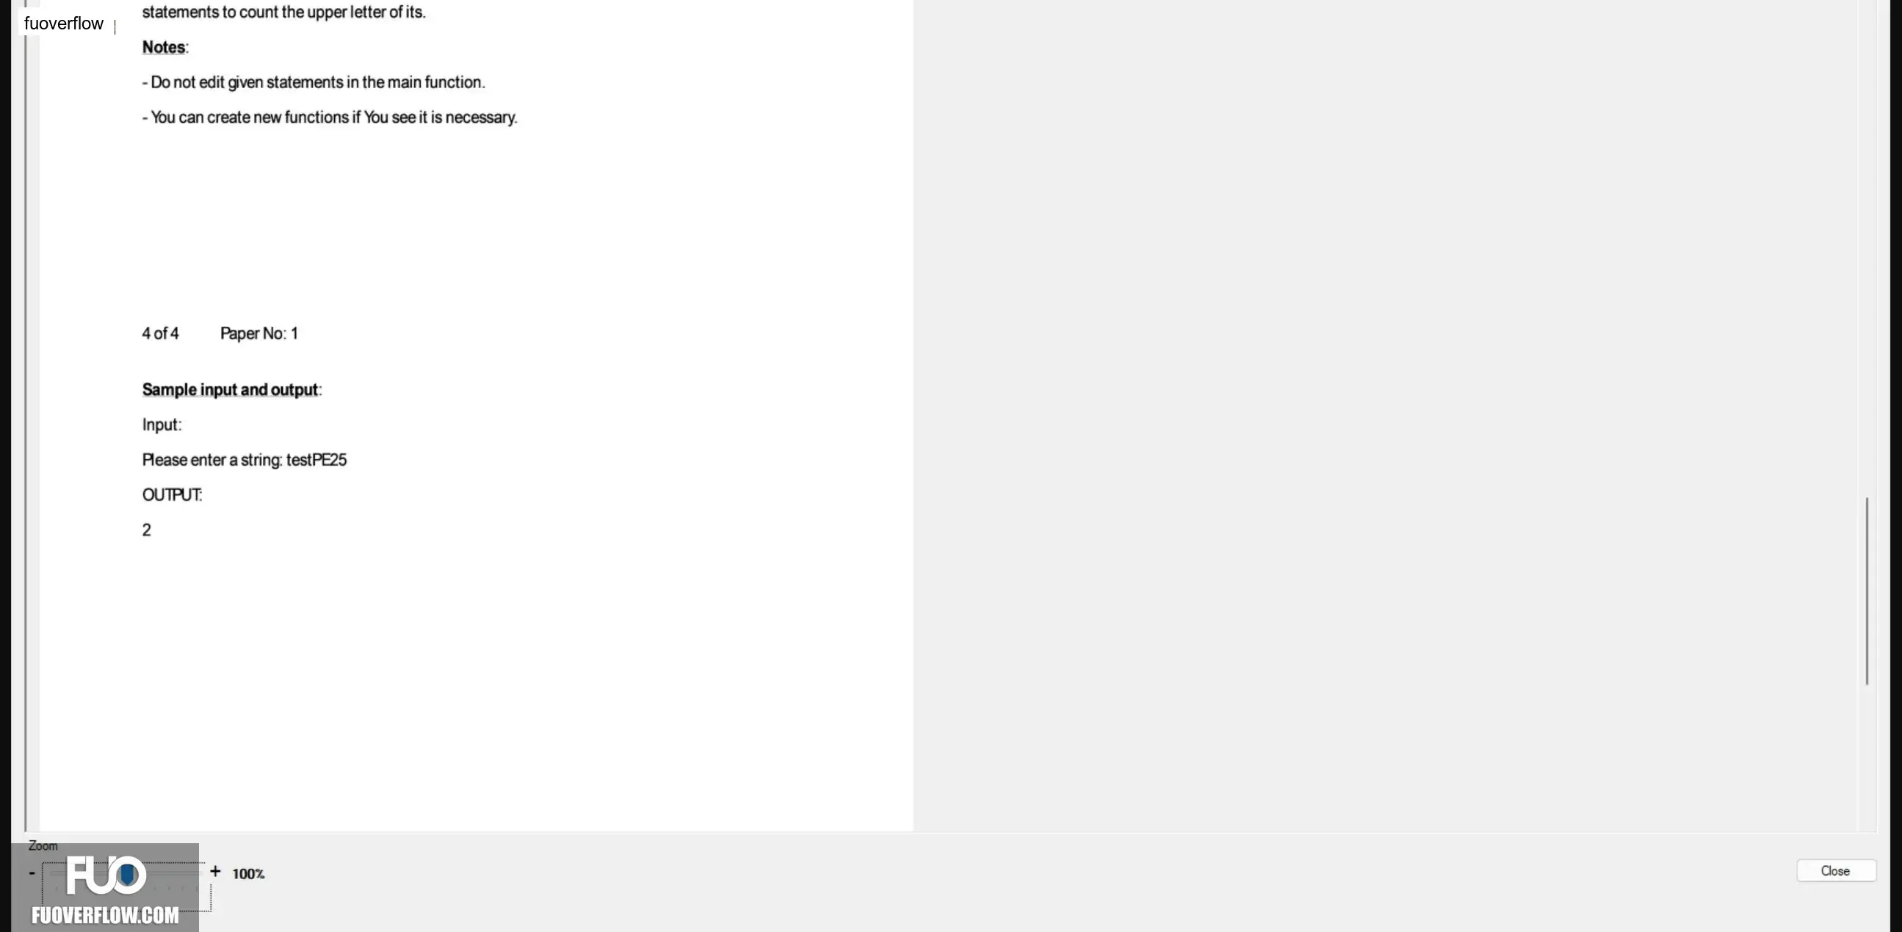 statements to count the upper letter of its.
fuoverflow
Notes:
- Do not edit given statements in the main function.
- You can create new functions if You see it is necessary.
4 of 4 Paper No: 1
Sample input and output:
Input:
Please enter a string: testPE25
OUTPUT:
2
Zoom
- + 100%
Close
FUO
FUOVERFLOW.COM